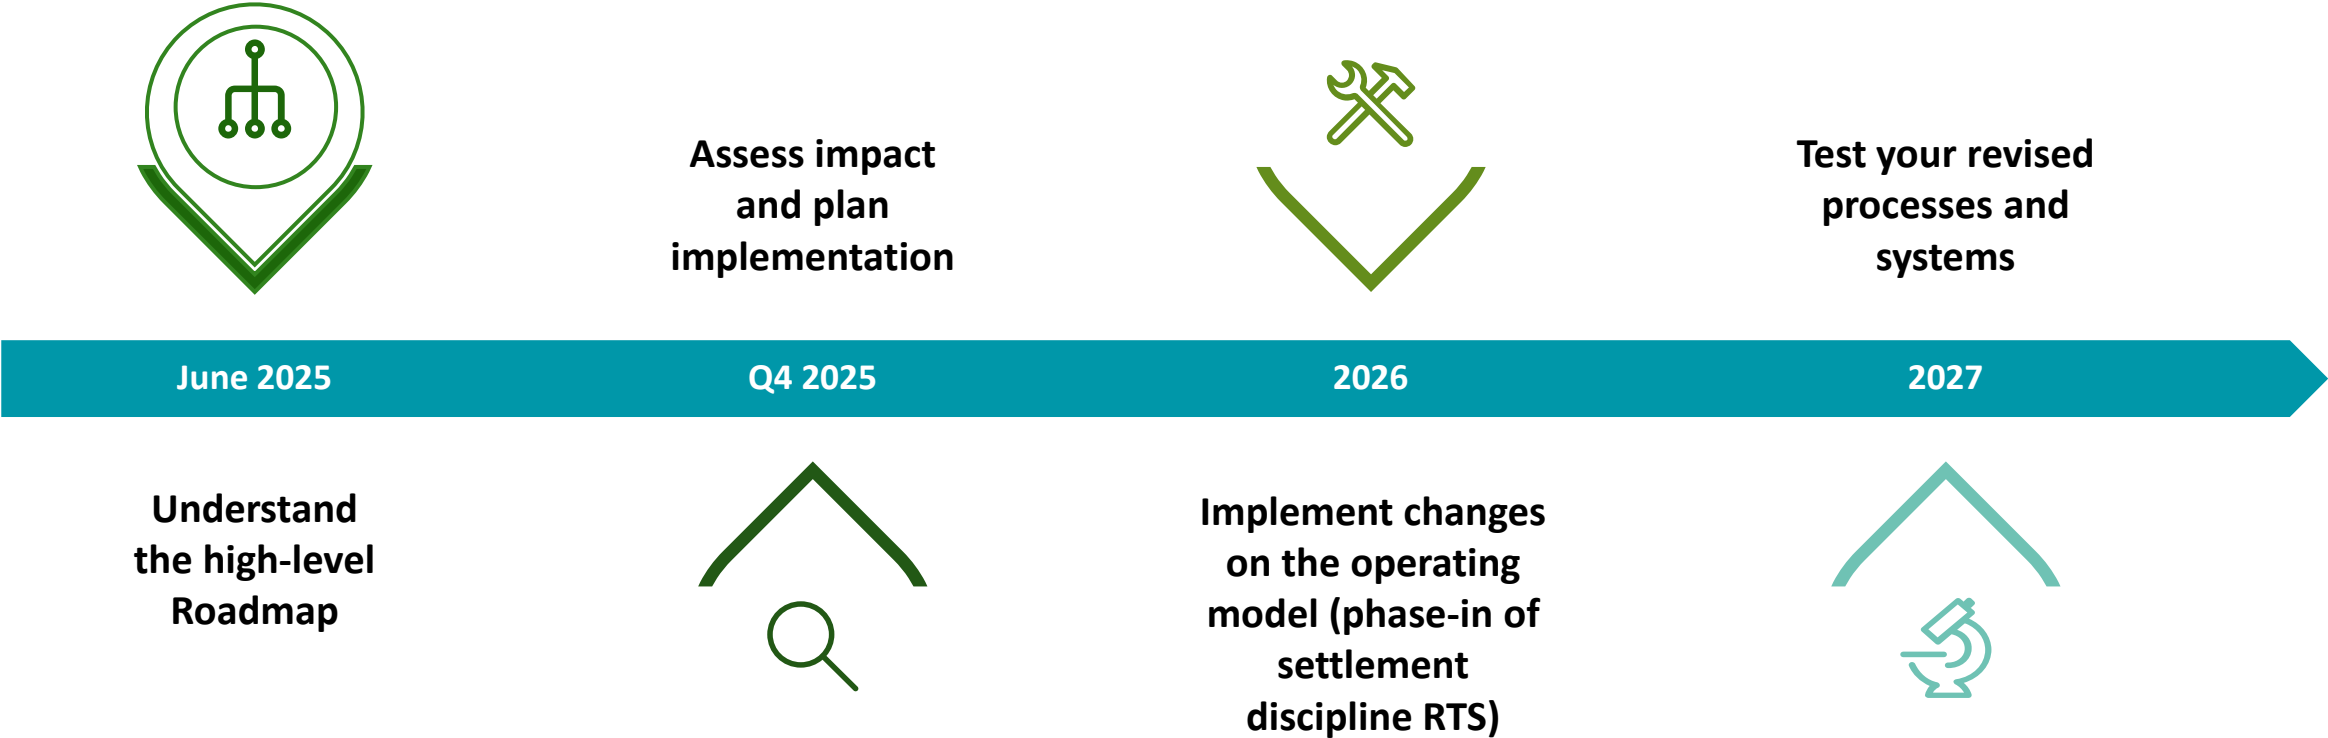 Assess impact
and plan
implementation
Test your revised
processes and
systems
June 2025
Q4 2025
2026
2027
Understand
the high-level
Roadmap
Implement changes
on the operating
model (phase-in of
settlement
discipline RTS)